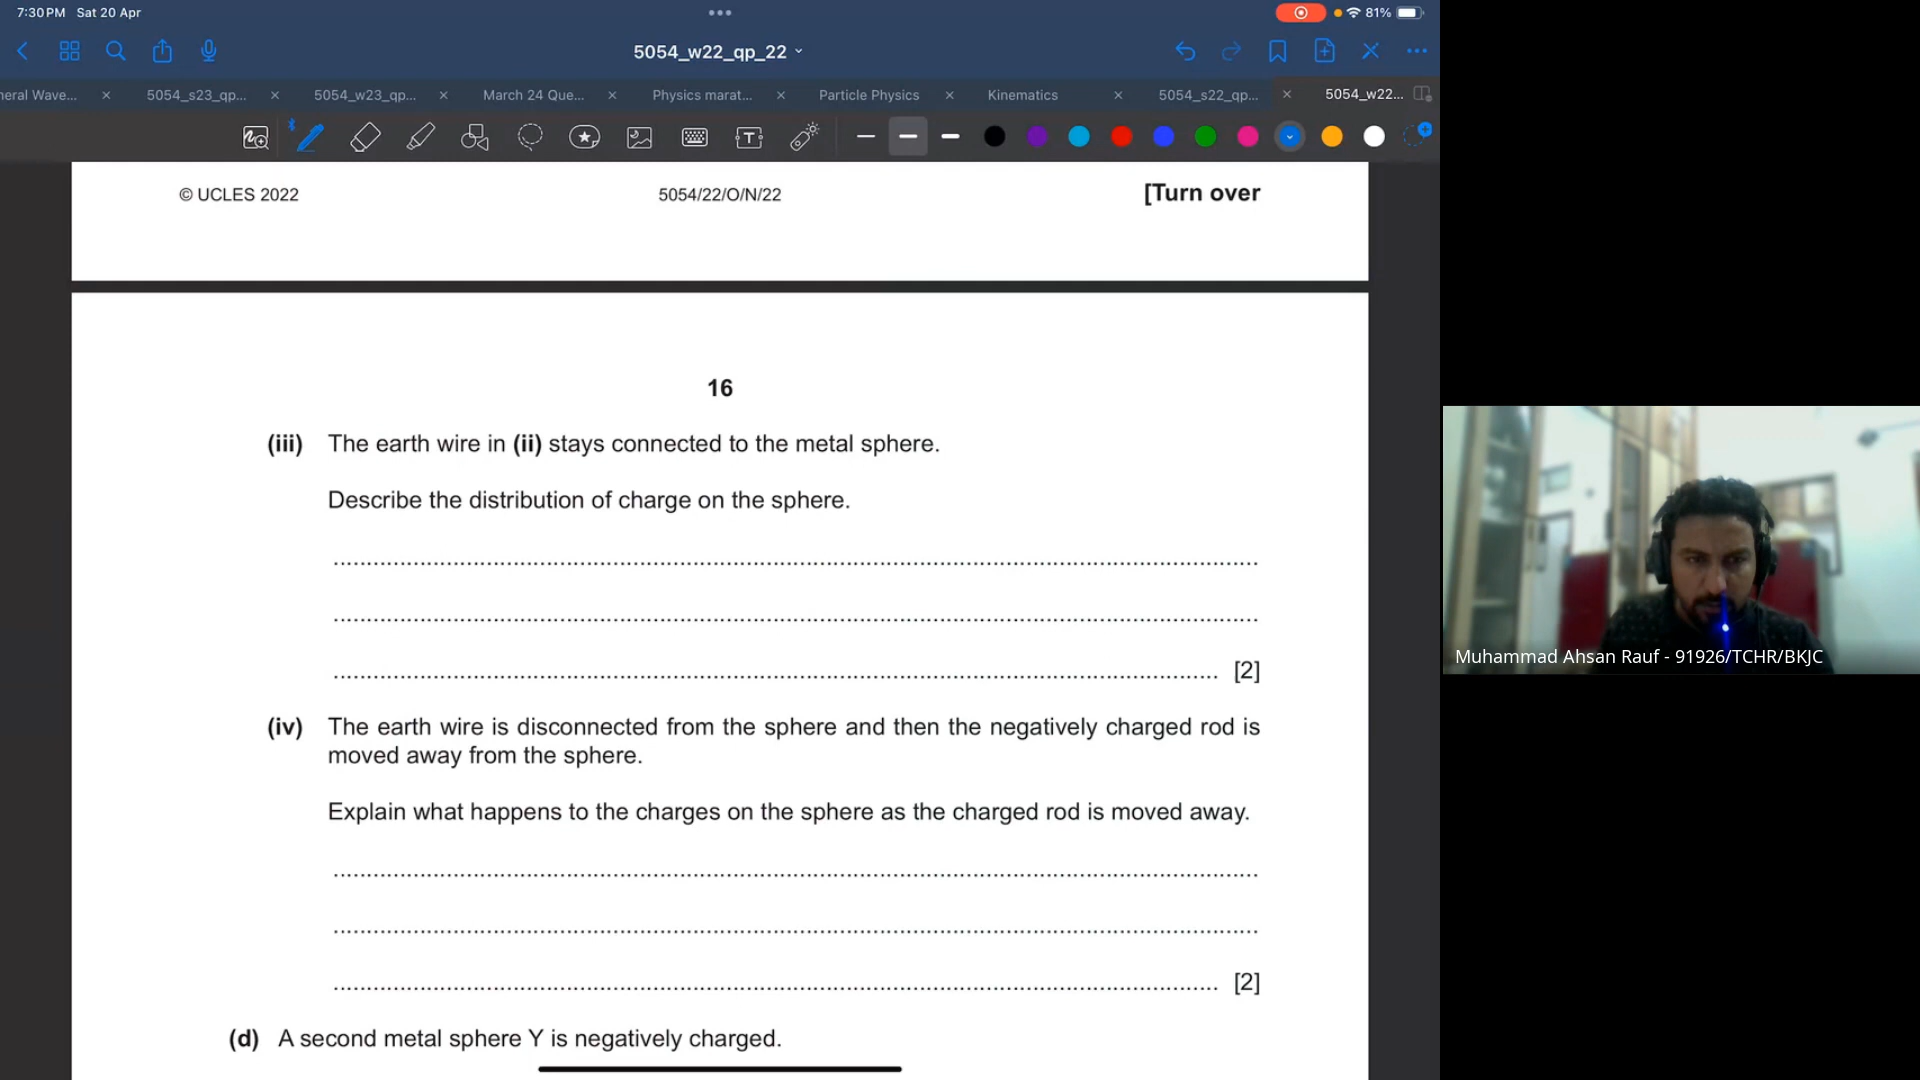 7:30 PM Sat 20 Apr
81%
5054_w22_qp_22
neral Wave...
5054_s23_qp...
5054_w23_qp...
March 24 Que...
Physics marat...
Particle Physics
Kinematics
5054_s22_qp...
5054_w22...
© UCLES 2022
5054/22/O/N/22
[Turn over
16
(iii) The earth wire in (ii) stays connected to the metal sphere.
Describe the distribution of charge on the sphere.
[2]
(iv) The earth wire is disconnected from the sphere and then the negatively charged rod is
moved away from the sphere.
Explain what happens to the charges on the sphere as the charged rod is moved away.
[2]
(d) A second metal sphere Y is negatively charged.
Muhammad Ahsan Rauf - 91926/TCHR/BKJC